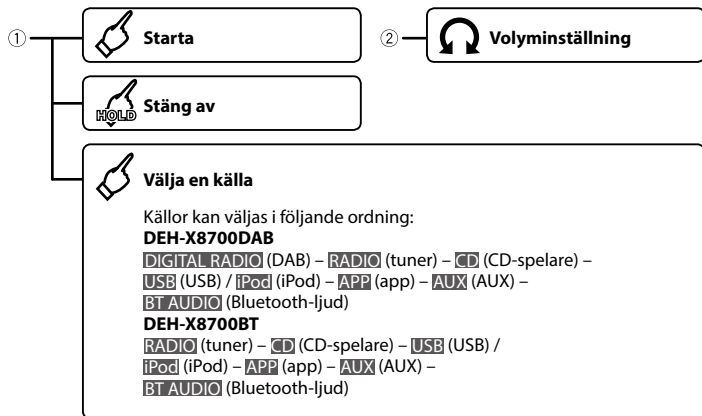 ① Starta
② Volyminställning
HOLD Stäng av
Välja en källa
Källor kan väljas i följande ordning:
DEH-X8700DAB
DIGITAL RADIO (DAB) – RADIO (tuner) – CD (CD-spelare) –
USB (USB) / iPod (iPod) – APP (app) – AUX (AUX) –
BT AUDIO (Bluetooth-ljud)
DEH-X8700BT
RADIO (tuner) – CD (CD-spelare) – USB (USB) /
iPod (iPod) – APP (app) – AUX (AUX) –
BT AUDIO (Bluetooth-ljud)